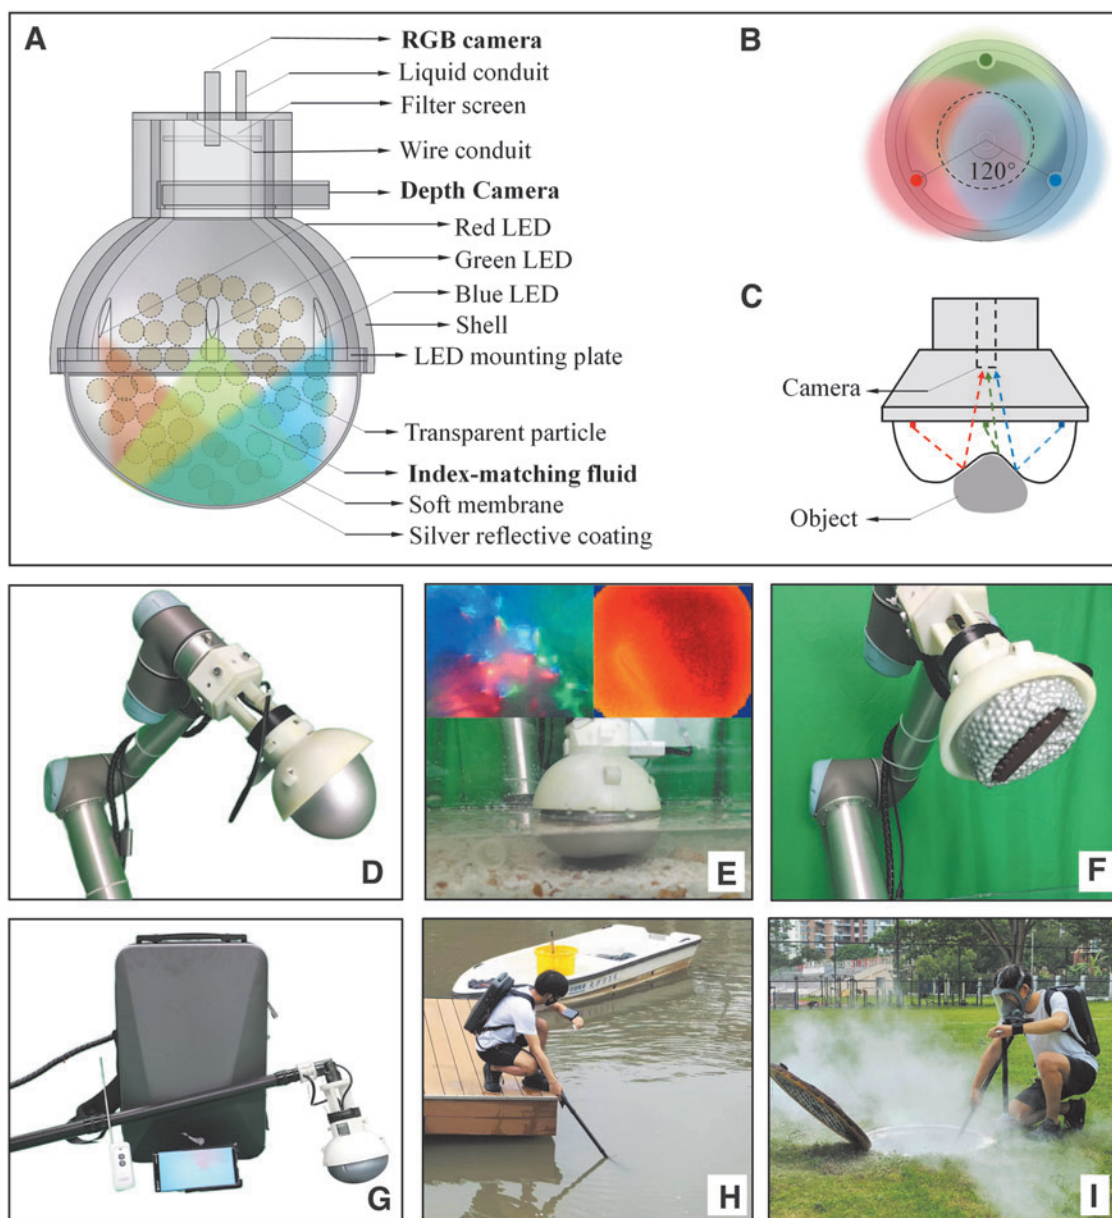 A
RGB camera
Liquid conduit
Filter screen
Wire conduit
Depth Camera
Red LED
Green LED
Blue LED
Shell
LED mounting plate
Transparent particle
Index-matching fluid
Soft membrane
Silver reflective coating
B
120°
C
Camera
Object
D
E
F
G
H
I